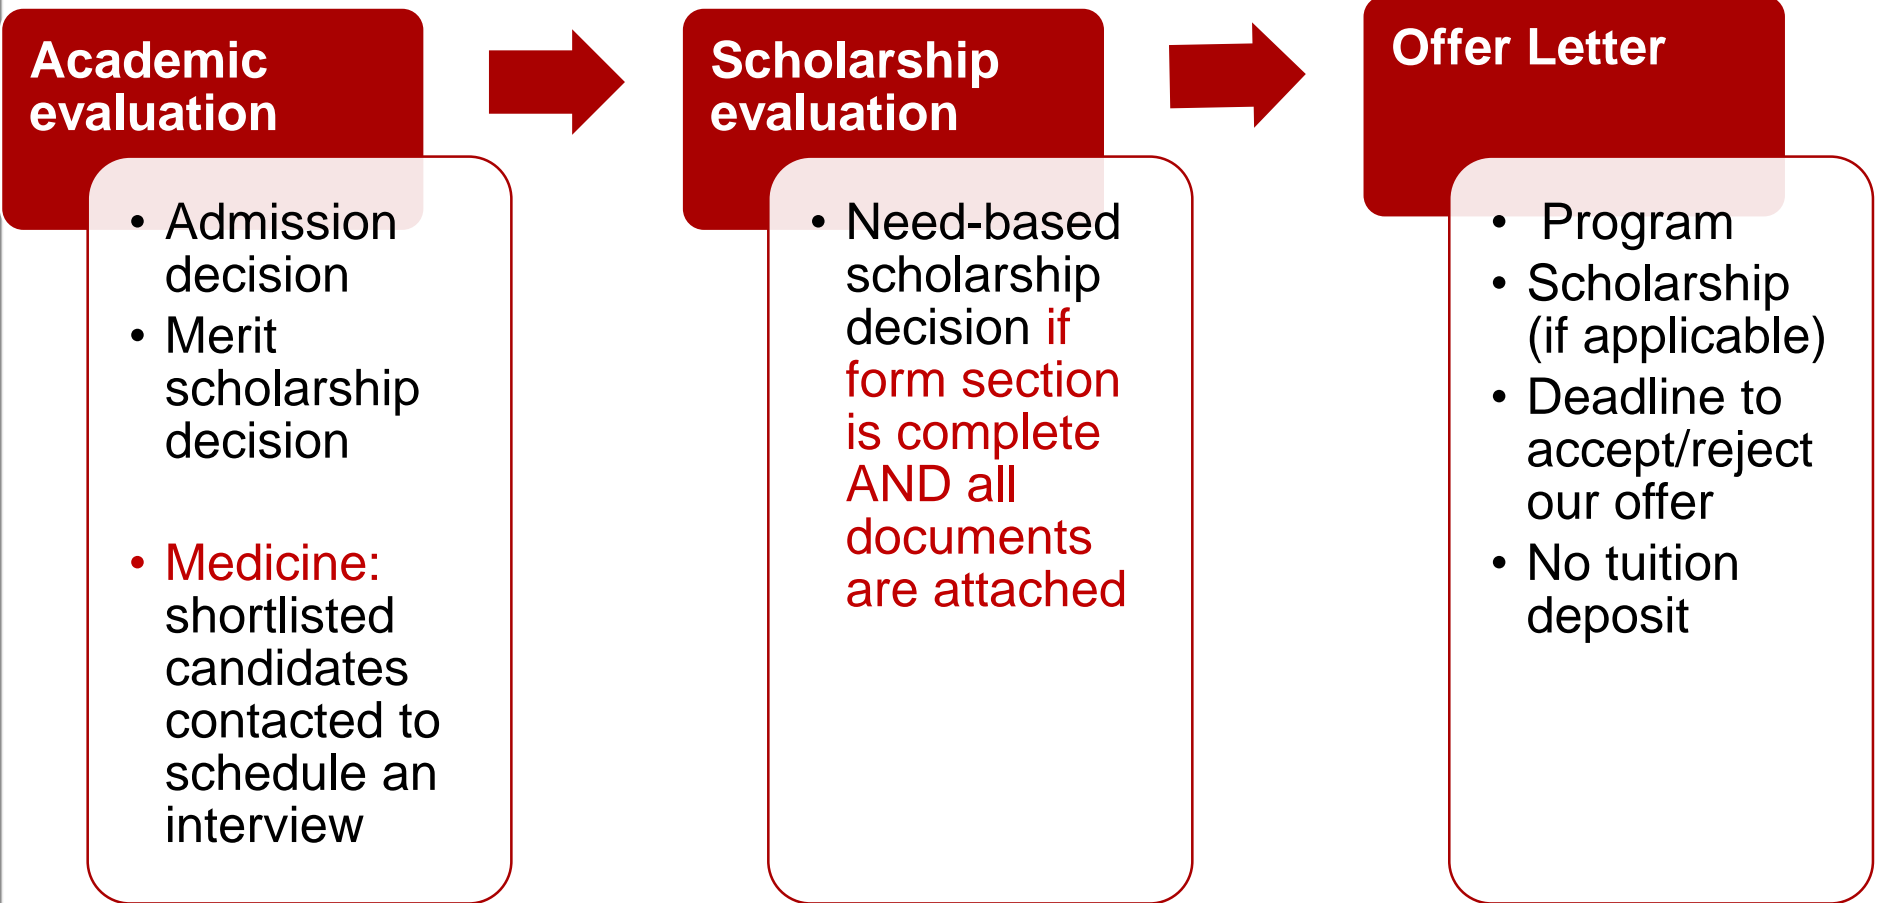 Academic
evaluation
• Admission
decision
• Merit
scholarship
decision
• Medicine:
shortlisted
candidates
contacted to
schedule an
interview
Scholarship
evaluation
• Need-based
scholarship
decision if
form section
is complete
AND all
documents
are attached
Offer Letter
• Program
• Scholarship
(if applicable)
• Deadline to
accept/reject
our offer
• No tuition
deposit